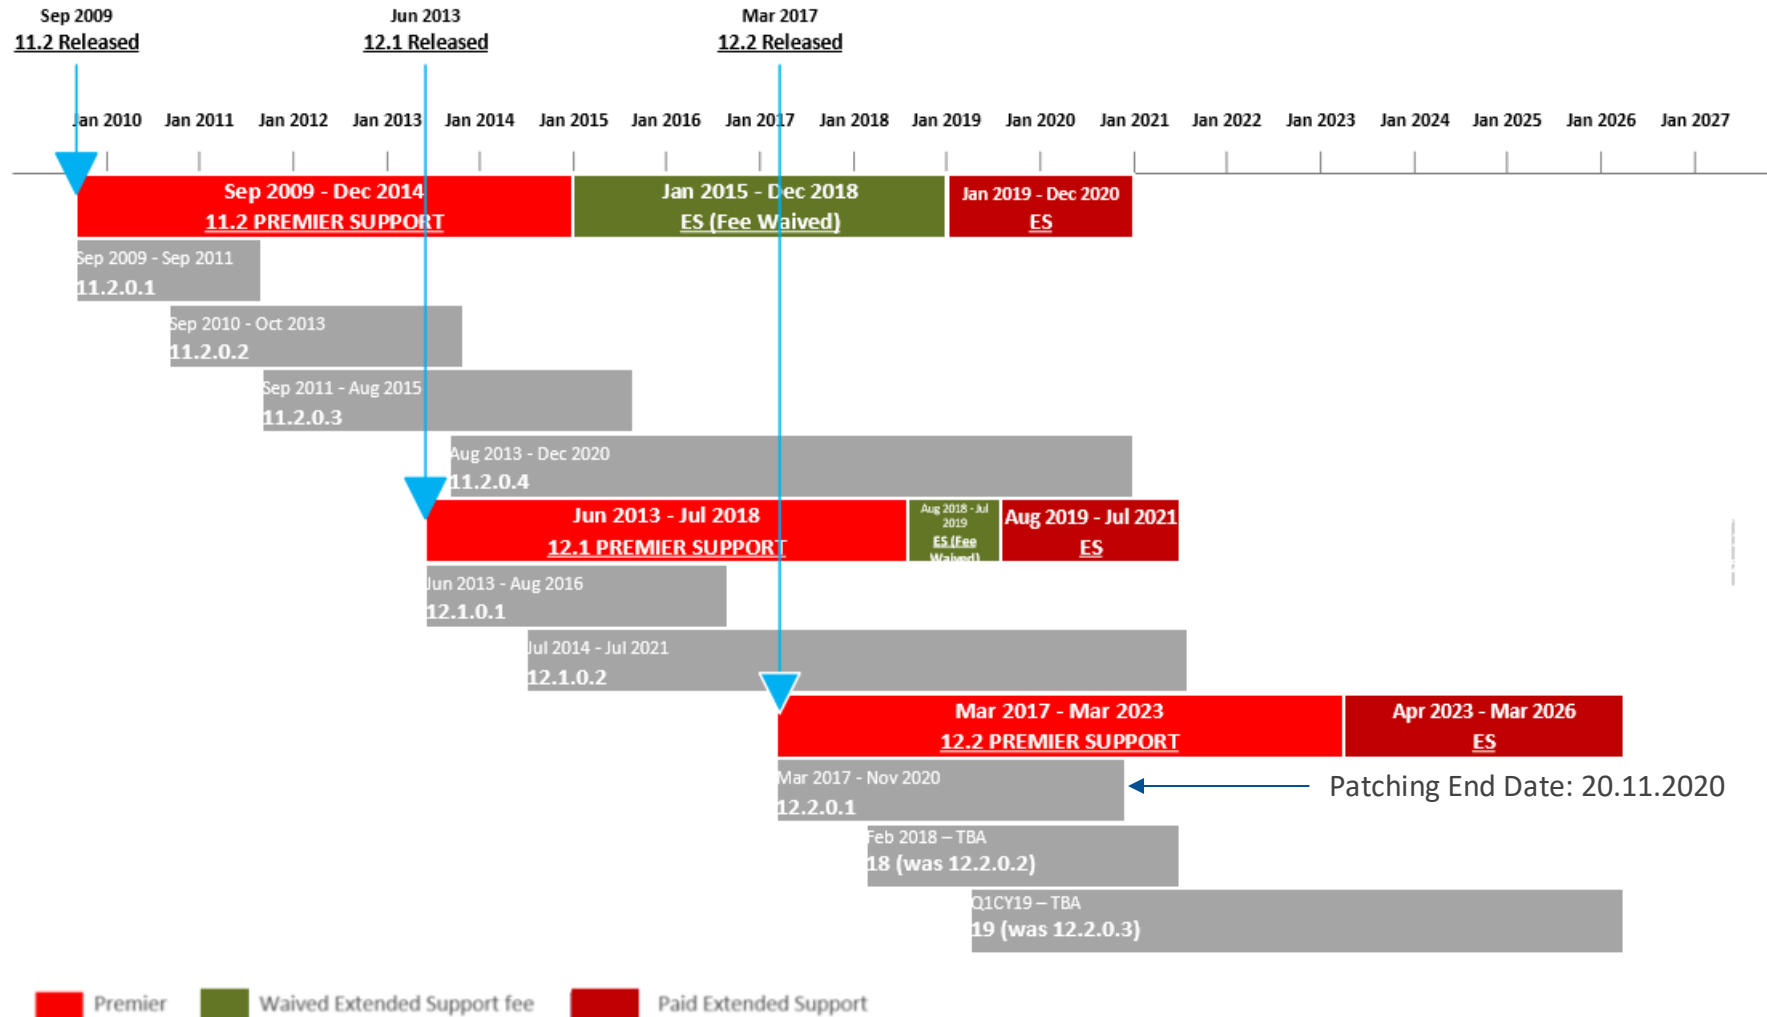 Sep 2009
11.2 Released
Jun 2013
12.1 Released
Mar 2017
12.2 Released
Jan 2010 Jan 2011 Jan 2012 Jan 2013 Jan 2014 Jan 2015 Jan 2016 Jan 2017 Jan 2018 Jan 2019 Jan 2020 Jan 2021 Jan 2022 Jan 2023 Jan 2024 Jan 2025 Jan 2026 Jan 2027
Sep 2009 - Dec 2014
11.2 PREMIER SUPPORT
Jan 2015 - Dec 2018
ES (Fee Waived)
Jan 2019 - Dec 2020
ES
Sep 2009 - Sep 2011
11.2.0.1
Sep 2010 - Oct 2013
11.2.0.2
Sep 2011 - Aug 2015
11.2.0.3
Aug 2013 - Dec 2020
11.2.0.4
Jun 2013 - Jul 2018
12.1 PREMIER SUPPORT
Aug 2018 - Jul
2019
ES (Fee
Waived)
Aug 2019 - Jul 2021
ES
Jun 2013 - Aug 2016
12.1.0.1
Jul 2014 - Jul 2021
12.1.0.2
Mar 2017 - Mar 2023
12.2 PREMIER SUPPORT
Apr 2023 - Mar 2026
ES
Mar 2017 - Nov 2020
12.2.0.1
Patching End Date: 20.11.2020
Feb 2018 – TBA
18 (was 12.2.0.2)
Q1CY19 – TBA
19 (was 12.2.0.3)
Premier
Waived Extended Support fee
Paid Extended Support